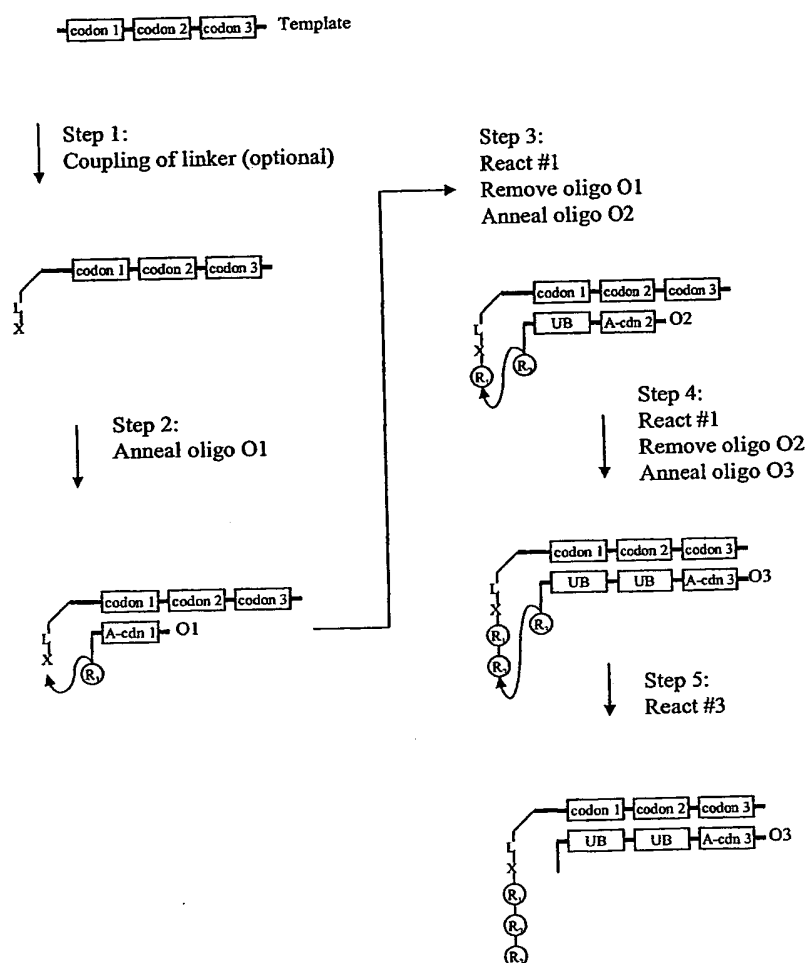 codon 1 codon 2 codon 3 Template
Step 1:
Coupling of linker (optional)
codon 1 codon 2 codon 3
L
X
Step 2:
Anneal oligo O1
codon 1 codon 2 codon 3
A-cdn 1 O1
L
X
R₁
Step 3:
React #1
Remove oligo O1
Anneal oligo O2
codon 1 codon 2 codon 3
UB A-cdn 2 O2
L
X
R₁ R₂
Step 4:
React #1
Remove oligo O2
Anneal oligo O3
codon 1 codon 2 codon 3
UB UB A-cdn 3 O3
L
X
R₁ R₃
R₂
Step 5:
React #3
codon 1 codon 2 codon 3
UB UB A-cdn 3 O3
L
X
R₁
R₂
R₃